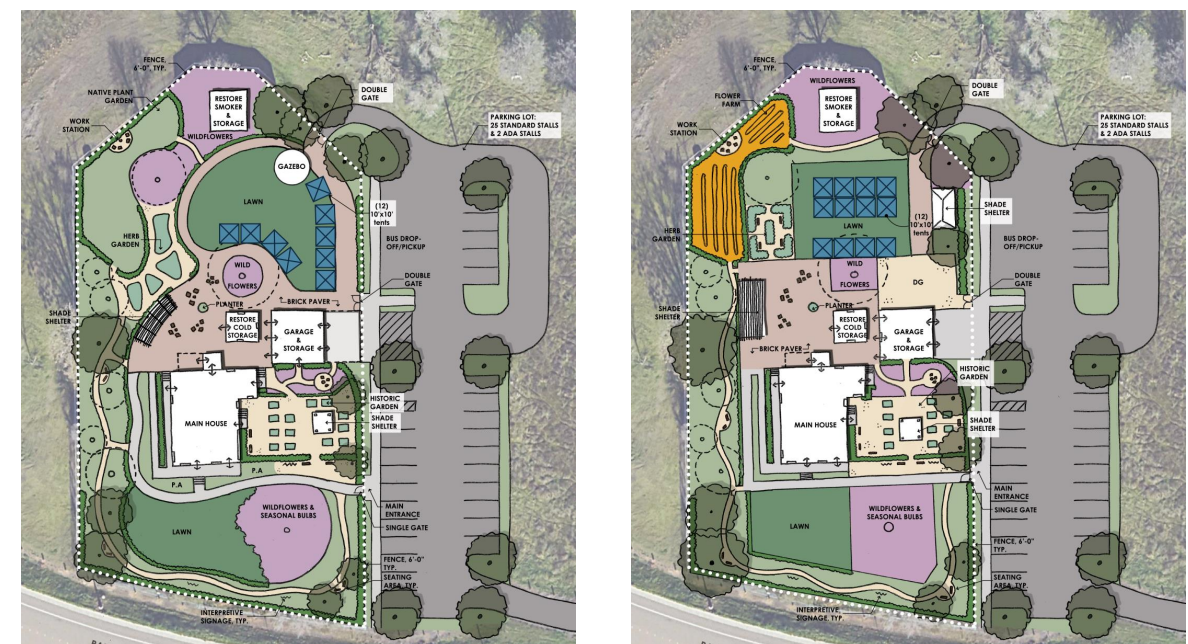 FENCE,
6'-0", TYP.
NATIVE PLANT
GARDEN
WORK
STATION
RESTORE
SMOKER
&
STORAGE
WILDFLOWERS
DOUBLE
GATE
PARKING LOT:
25 STANDARD STALLS
& 2 ADA STALLS
GAZEBO
LAWN
(12)
10'x10'
tents
HERB
GARDEN
BUS DROP-
OFF/PICKUP
WILD
FLOWERS
DOUBLE
GATE
PLANTER
BRICK PAVER
SHADE
SHELTER
RESTORE
COLD
STORAGE
GARAGE
&
STORAGE
HISTORIC
GARDEN
MAIN HOUSE
SHADE
SHELTER
P.A
P.A
MAIN
ENTRANCE
SINGLE GATE
WILDFLOWERS
& SEASONAL BULBS
LAWN
FENCE, 6'-0"
TYP.
SEATING
AREA, TYP.
INTERPRETIVE
SIGNAGE, TYP.
FENCE,
6'-0", TYP.
FLOWER
FARM
WORK
STATION
WILDFLOWERS
RESTORE
SMOKER
&
STORAGE
DOUBLE
GATE
PARKING LOT:
25 STANDARD STALLS
& 2 ADA STALLS
SHADE
SHELTER
(12)
10'x10'
tents
HERB
GARDEN
LAWN
BUS DROP-
OFF/PICKUP
WILD
FLOWERS
DG
DOUBLE
GATE
SHADE
SHELTER
PLANTER
RESTORE
COLD
STORAGE
GARAGE
&
STORAGE
BRICK PAVER
HISTORIC
GARDEN
MAIN HOUSE
SHADE
SHELTER
MAIN
ENTRANCE
SINGLE GATE
WILDFLOWERS
& SEASONAL BULBS
LAWN
FENCE, 6'-0"
TYP.
SEATING
AREA, TYP.
INTERPRETIVE
SIGNAGE, TYP.